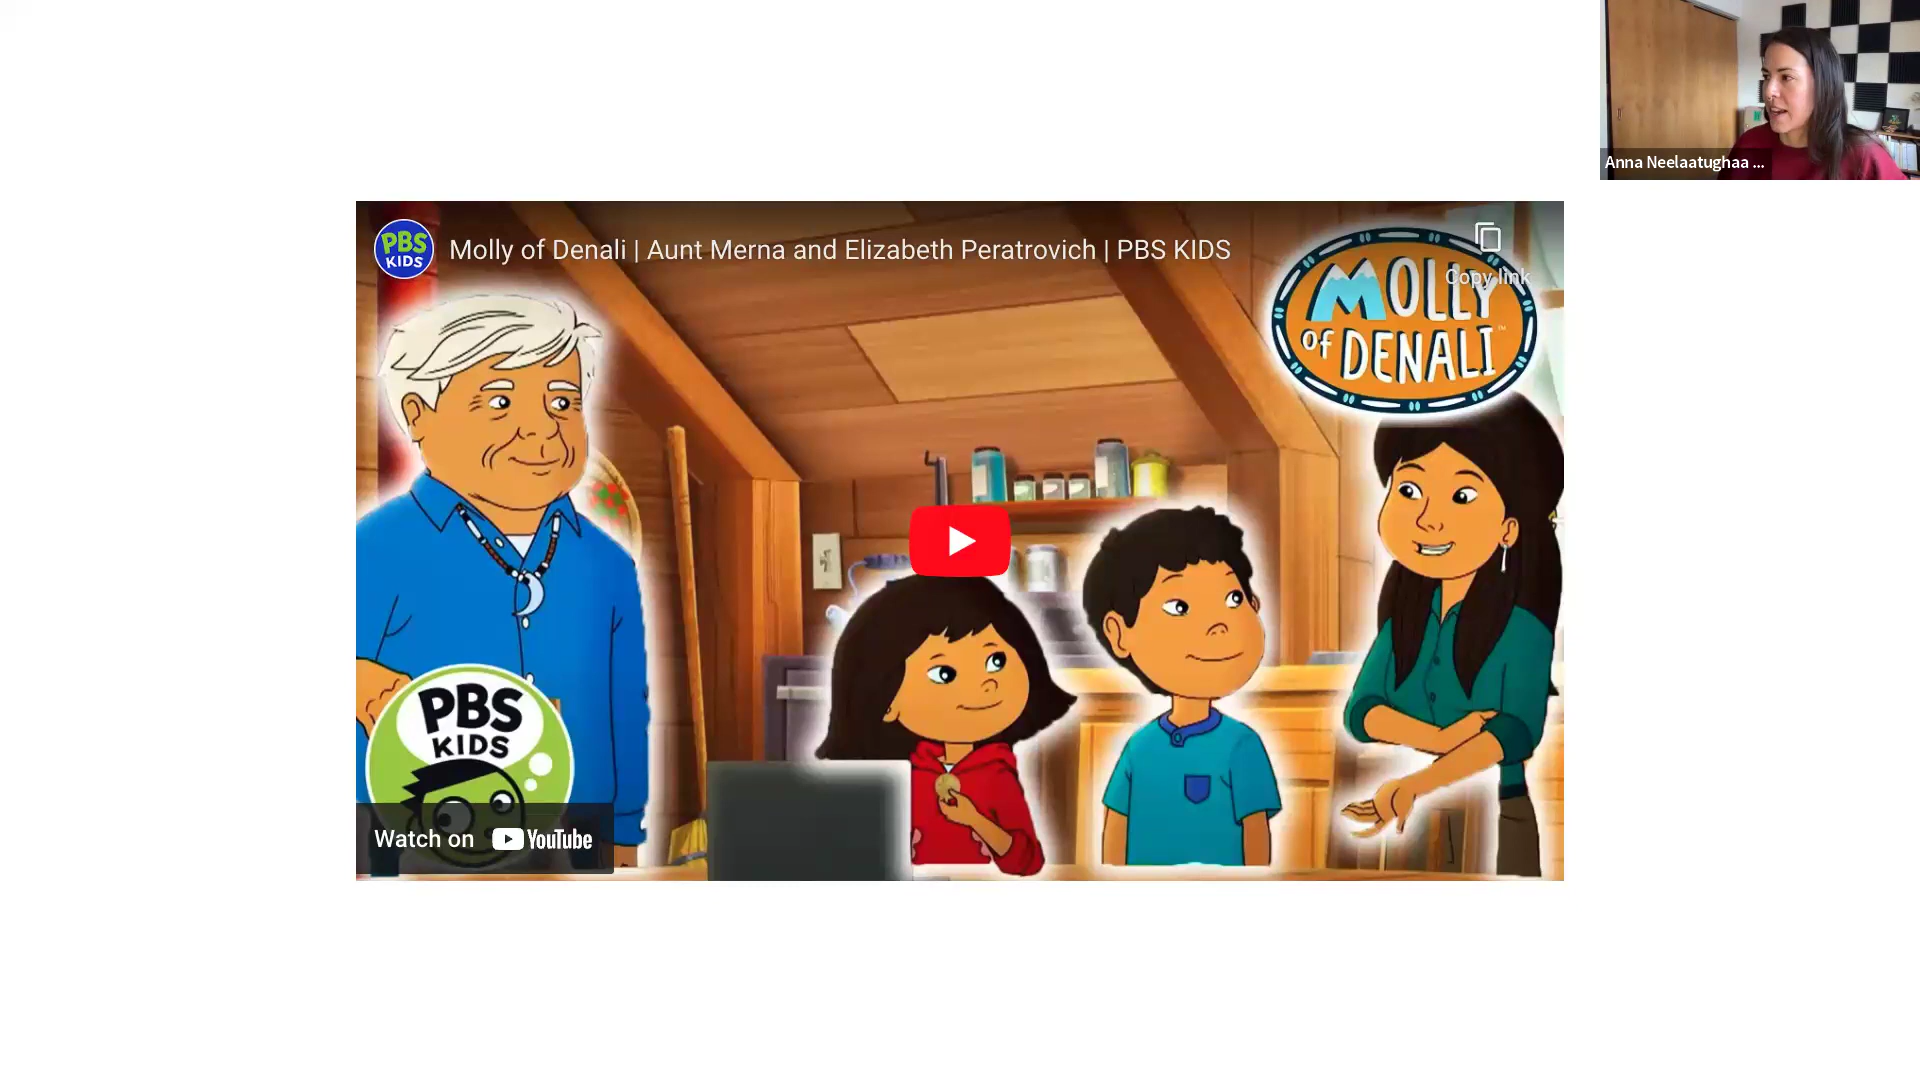 Anna Neelaatughaa ...
PBS
KIDS
Molly of Denali | Aunt Merna and Elizabeth Peratrovich | PBS KIDS
Copy link
MOLLY
OF DENALI™
PBS
KIDS
Watch on YouTube